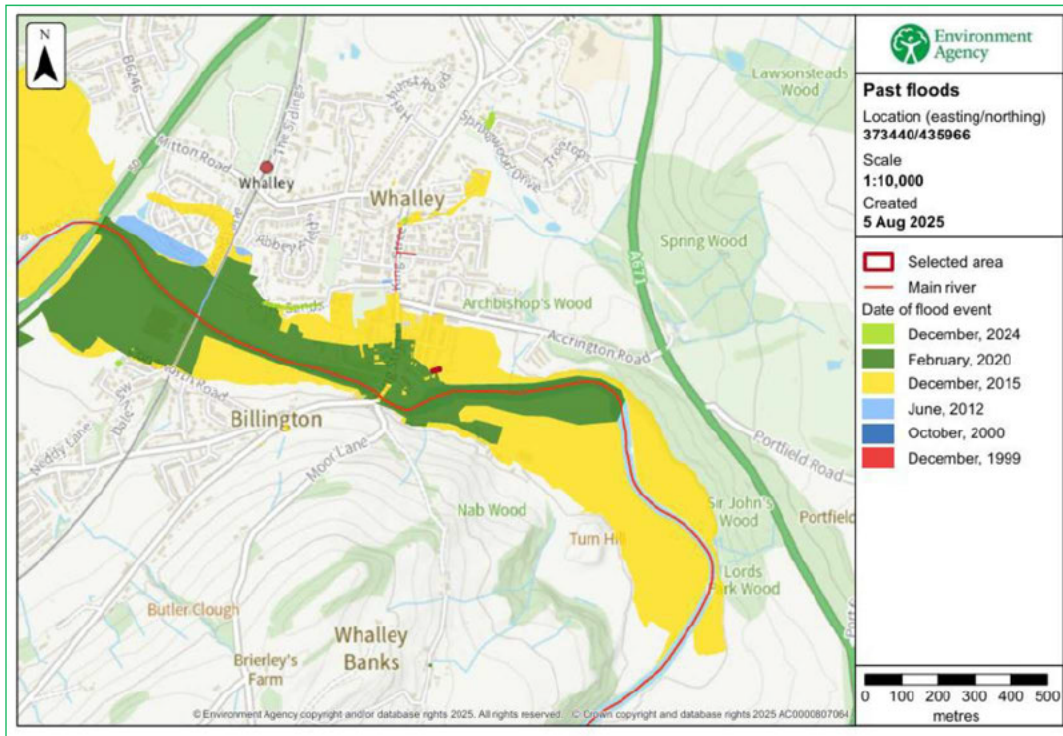 N
Environment
Agency
Past floods
Location (easting/northing)
373440/435966
Scale
1:10,000
Created
5 Aug 2025
Selected area
Main river
Date of flood event
December, 2024
February, 2020
December, 2015
June, 2012
October, 2000
December, 1999
0 100 200 300 400 500
metres
B6246
The Sidings
Mitton Road
Whalley
Whalley
Springwood Drive
Treetops
Lawsonsteads
Wood
Spring Wood
A671
Abbey Fields
King Street
Sands
Archbishop's Wood
Accrington Road
Billington
Neddy Lane
Dale
Moor Lane
Portfield Road
Nab Wood
Sir John's
Wood
Portfield
Turn Hill
Lords
Park Wood
Butler Clough
Whalley
Banks
Brierley's
Farm
© Environment Agency copyright and/or database rights 2025. All rights reserved. © Crown copyright and database rights 2025 AC0000807064